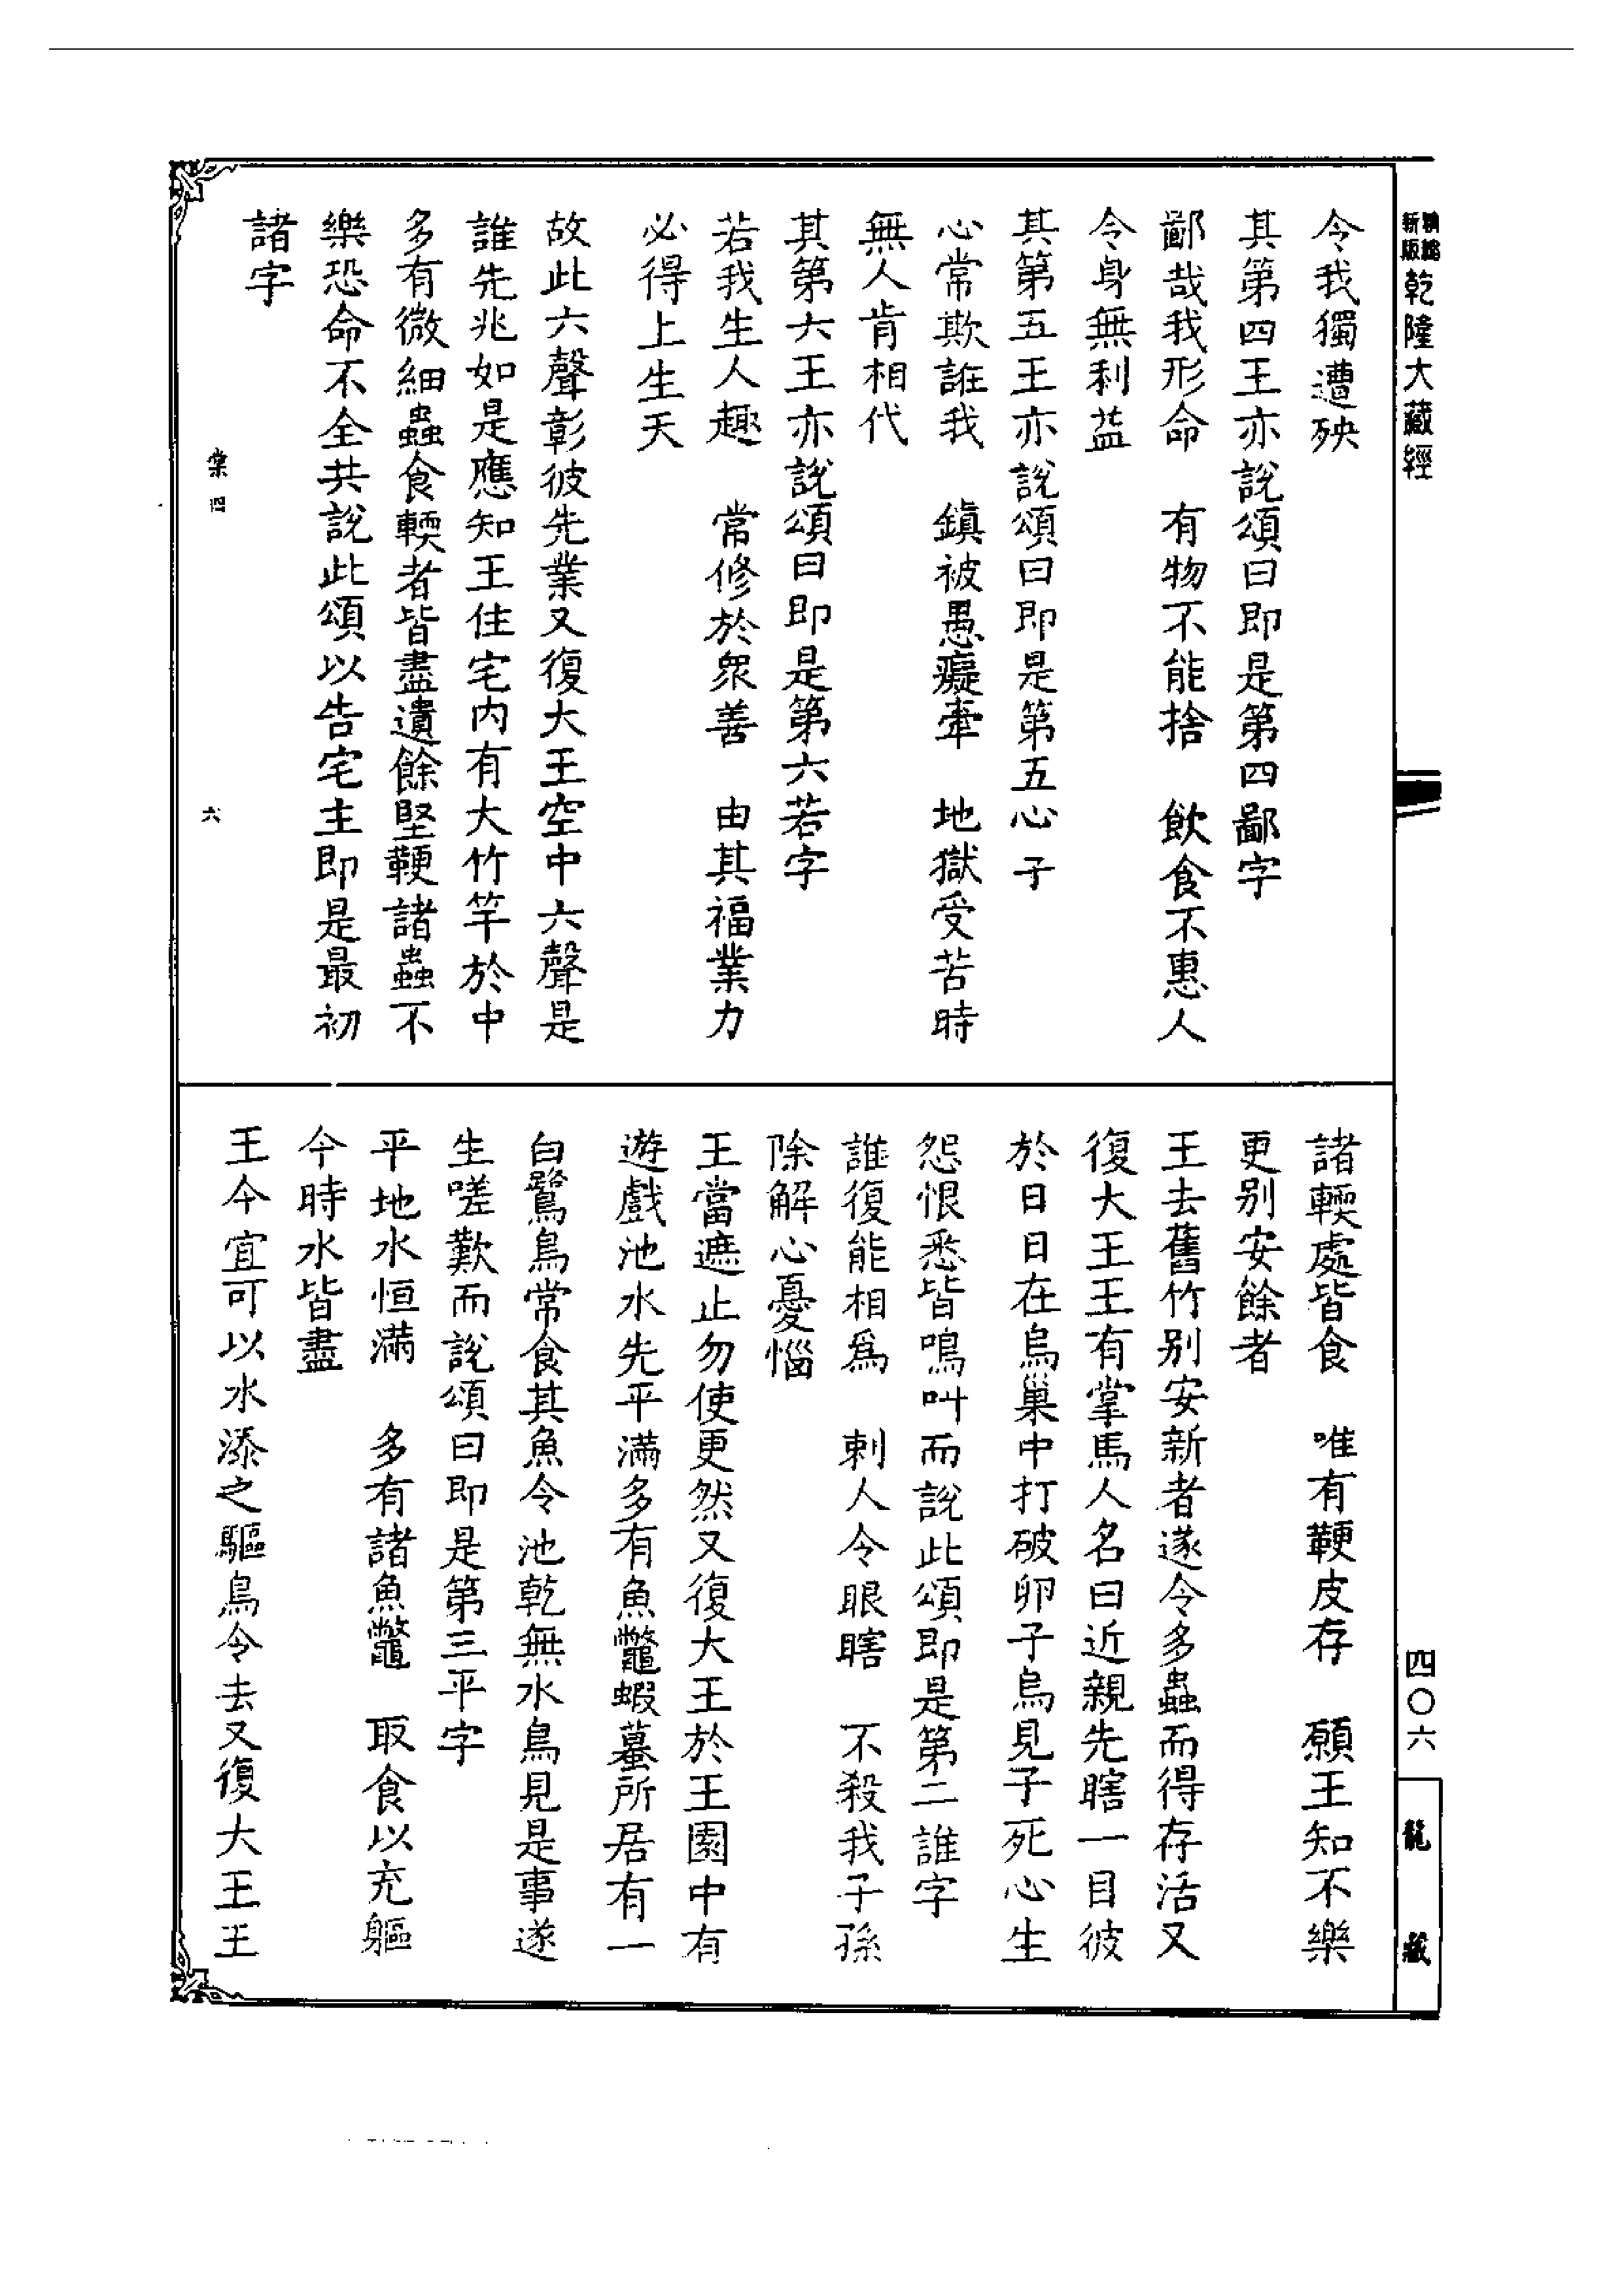 新版
乾隆大藏經
令我獨遭殃
其第四王亦說頌曰即是第四鄙字
鄙哉我形命　有物不能捨　飲食不惠人
令身無利益
其第五王亦說頌曰即是第五心子
心常欺誑我　鎮被愚癡牽　地獄受苦時
無人肯相代
其第六王亦說頌曰即是第六若字
若我生人趣　常修於眾善　由其福業力
必得上生天
故此六聲彰彼先業又復大王空中六聲是
誰先兆如是應知王住宅内有大竹竿於中
多有微細蟲食輭者皆盡遺餘堅鞕諸蟲不
樂恐命不全共說此頌以告宅主即是最初
諸字
棠四
六
諸輭處皆食　唯有鞕皮存　願王知不樂
更别安餘者
王去舊竹别安新者遂令多蟲而得存活又
復大王王有掌馬人名曰近親先瞎一目彼
於日日在烏巢中打破卵子烏見子死心生
怨恨悉皆鳴叫而說此頌即是第二誰字
誰復能相為　刺人令眼瞎　不殺我子孫
除解心憂惱
王當遮止勿使更然又復大王於王園中有
遊戲池水先平滿多有魚鼈蝦蟇所居有一
白鷺鳥常食其魚令池乾無水鳥見是事遂
生嗟歎而說頌曰即是第三平字
平地水恒滿　多有諸魚鼈　取食以充軀
今時水皆盡
王今宜可以水添之驅鳥令去又復大王王
四〇六
龍藏